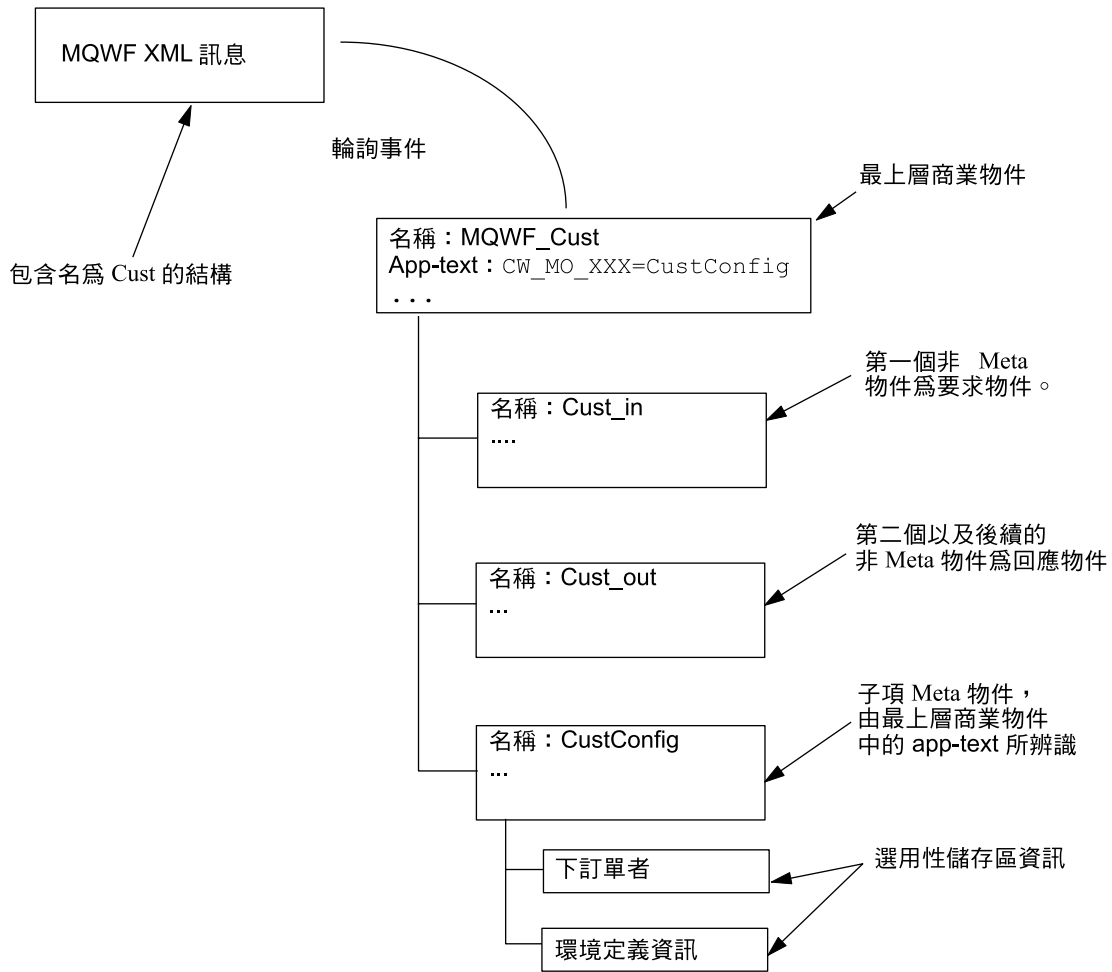 MQWF XML 訊息
輪詢事件
最上層商業物件
包含名爲 Cust 的結構
名稱：MQWF_Cust
App-text：CW_MO_XXX=CustConfig
...
第一個非 Meta
物件爲要求物件。
名稱：Cust_in
....
第二個以及後續的
非 Meta 物件爲回應物件
名稱：Cust_out
...
子項 Meta 物件，
由最上層商業物件
中的 app-text 所辨識
名稱：CustConfig
...
選用性儲存區資訊
下訂單者
環境定義資訊